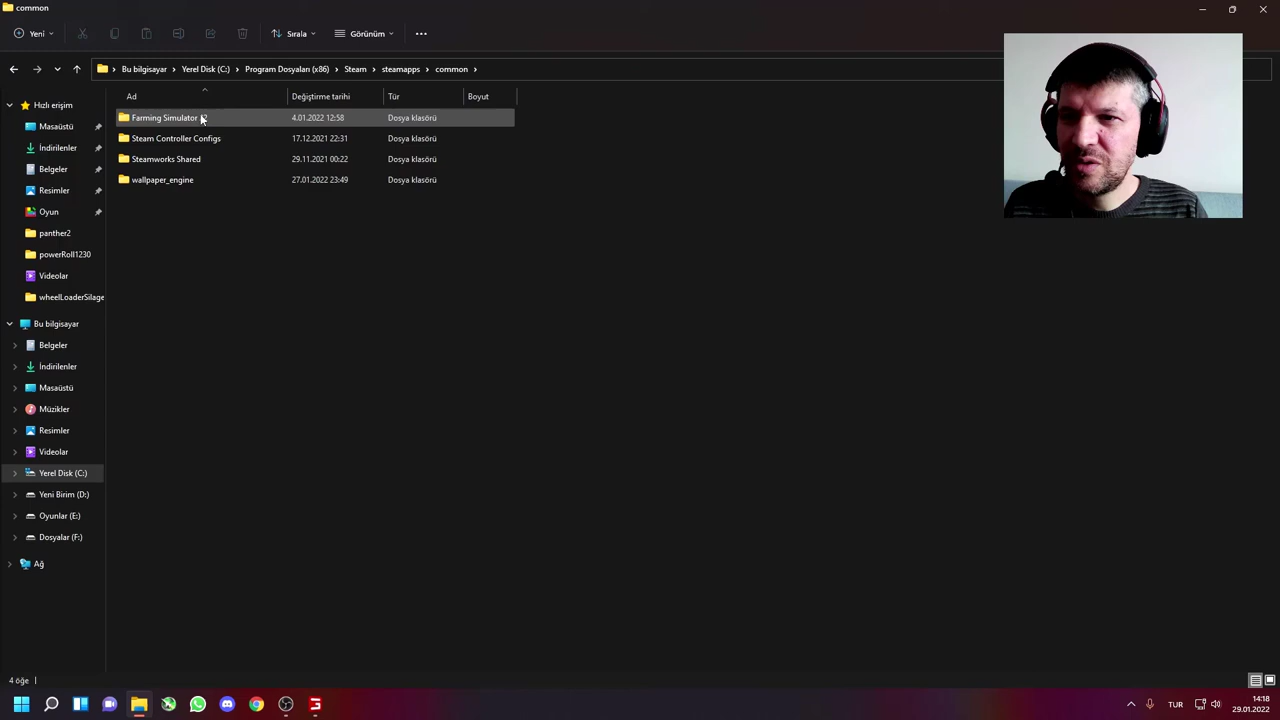 common
Yeni
Sırala
Görünüm
Bu bilgisayar
Yerel Disk (C:)
Program Dosyaları (x86)
Steam
steamapps
common
Ad
Değiştirme tarihi
Tür
Boyut
Farming Simulator
4.01.2022 12:58
Dosya klasörü
Steam Controller Configs
17.12.2021 22:31
Dosya klasörü
Steamworks Shared
29.11.2021 00:22
Dosya klasörü
wallpaper_engine
27.01.2022 23:49
Dosya klasörü
Hızlı erişim
Masaüstü
İndirilenler
Belgeler
Resimler
Oyun
panther2
powerRoll1230
Videolar
wheelLoaderSilage
Bu bilgisayar
Belgeler
İndirilenler
Masaüstü
Müzikler
Resimler
Videolar
Yerel Disk (C:)
Yeni Birim (D:)
Oyunlar (E:)
Dosyalar (F:)
Ağ
4 öğe
TUR
14:18
29.01.2022